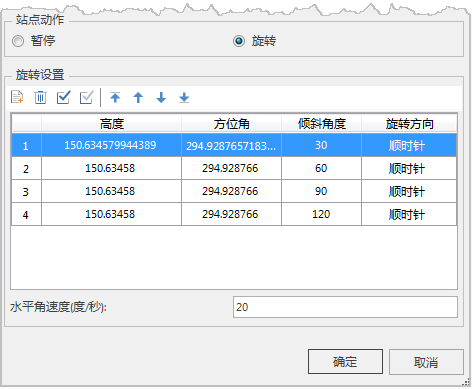 站点动作
暂停 旋转
旋转设置
高度 方位角 倾斜角度 旋转方向
1 150.634579944389 294.9287657183... 30 顺时针
2 150.63458 294.928766 60 顺时针
3 150.63458 294.928766 90 顺时针
4 150.63458 294.928766 120 顺时针
水平角速度(度/秒): 20
确定 取消